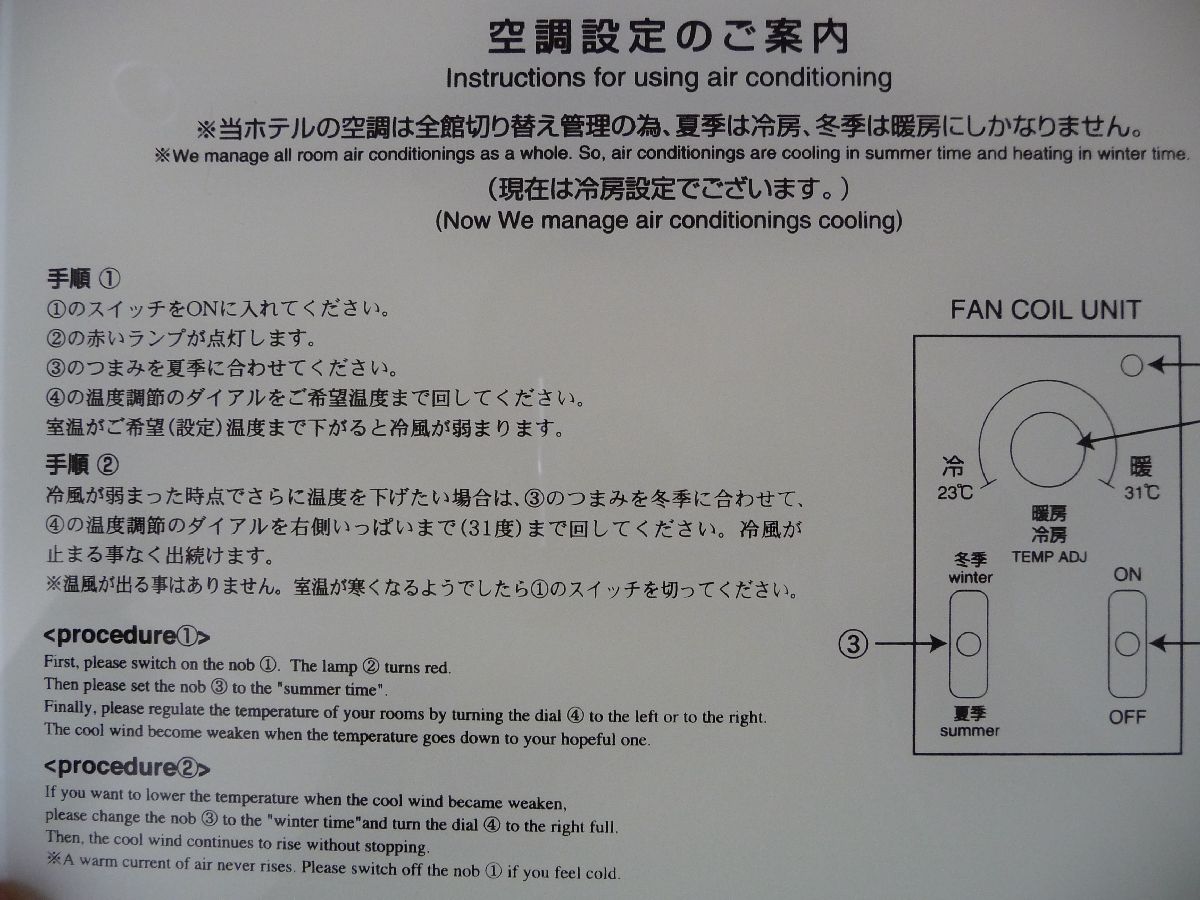 空調設定のご案内
Instructions for using air conditioning
※当ホテルの空調は全館切り替え管理の為、夏季は冷房、冬季は暖房にしかなりません。
※We manage all room air conditionings as a whole. So, air conditionings are cooling in summer time and heating in winter time.
(現在は冷房設定でございます。)
(Now We manage air conditionings cooling)
手順 ①
①のスイッチをONに入れてください。
②の赤いランプが点灯します。
③のつまみを夏季に合わせてください。
④の温度調節のダイアルをご希望温度まで回してください。
室温がご希望(設定)温度まで下がると冷風が弱まります。
手順 ②
冷風が弱まった時点でさらに温度を下げたい場合は、③のつまみを冬季に合わせて、
④の温度調節のダイアルを右側いっぱいまで(31度)まで回してください。冷風が
止まる事なく出続けます。
※温風が出る事はありません。室温が寒くなるようでしたら①のスイッチを切ってください。
<procedure①>
First, please switch on the nob ①. The lamp ② turns red.
Then please set the nob ③ to the "summer time".
Finally, please regulate the temperature of your rooms by turning the dial ④ to the left or to the right.
The cool wind become weaken when the temperature goes down to your hopeful one.
<procedure②>
If you want to lower the temperature when the cool wind became weaken,
please change the nob ③ to the "winter time"and turn the dial ④ to the right full.
Then, the cool wind continues to rise without stopping.
※A warm current of air never rises. Please switch off the nob ① if you feel cold.
FAN COIL UNIT
冷
23℃
暖
31℃
暖房
冷房
TEMP ADJ
冬季
winter
ON
③
夏季
summer
OFF